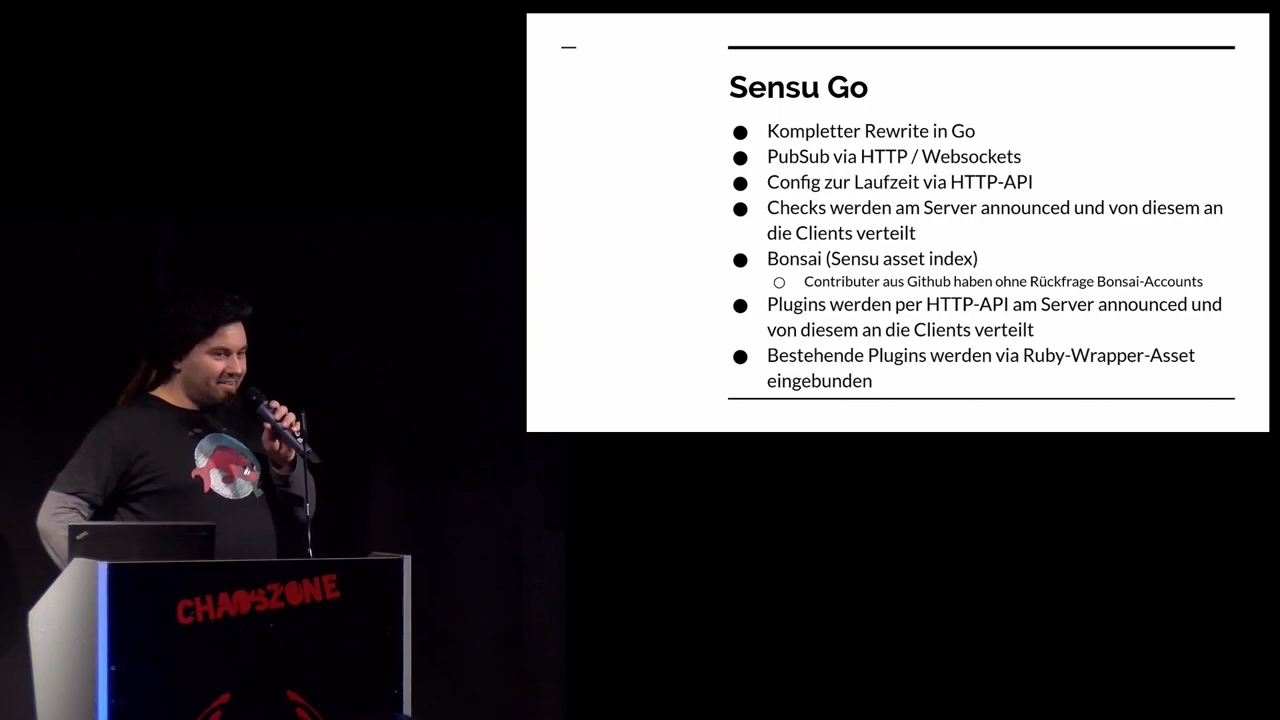 Sensu Go
● Kompletter Rewrite in Go
● PubSub via HTTP / Websockets
● Config zur Laufzeit via HTTP-API
● Checks werden am Server announced und von diesem an
die Clients verteilt
● Bonsai (Sensu asset index)
○ Contributer aus Github haben ohne Rückfrage Bonsai-Accounts
● Plugins werden per HTTP-API am Server announced und
von diesem an die Clients verteilt
● Bestehende Plugins werden via Ruby-Wrapper-Asset
eingebunden
CHAOSZONE